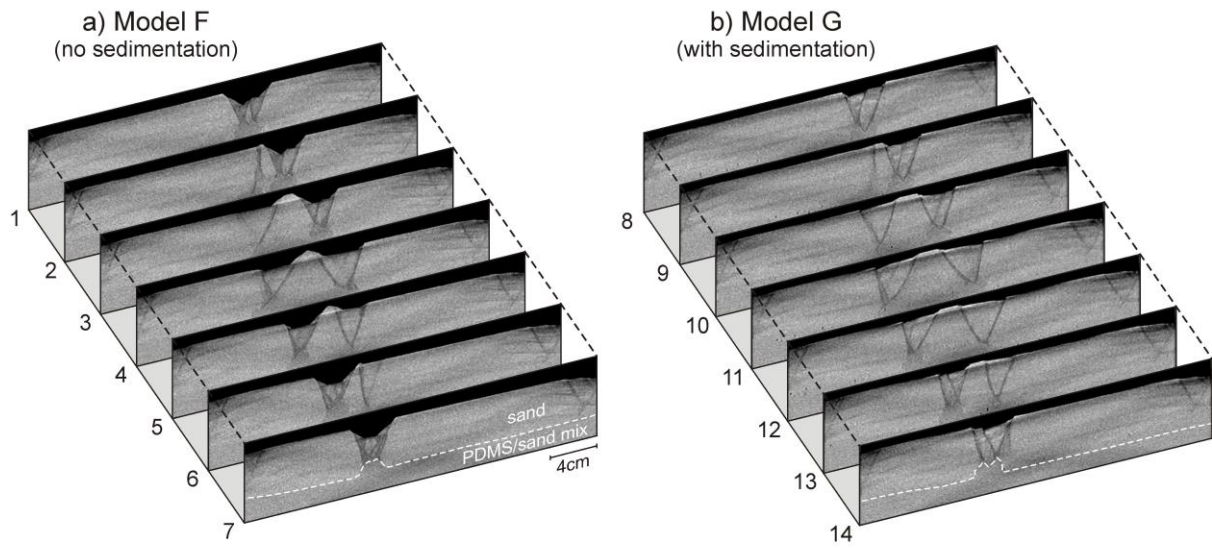 a) Model F
(no sedimentation)
1
2
3
4
5
6
7
sand
PDMS/sand mix
4cm
b) Model G
(with sedimentation)
8
9
10
11
12
13
14